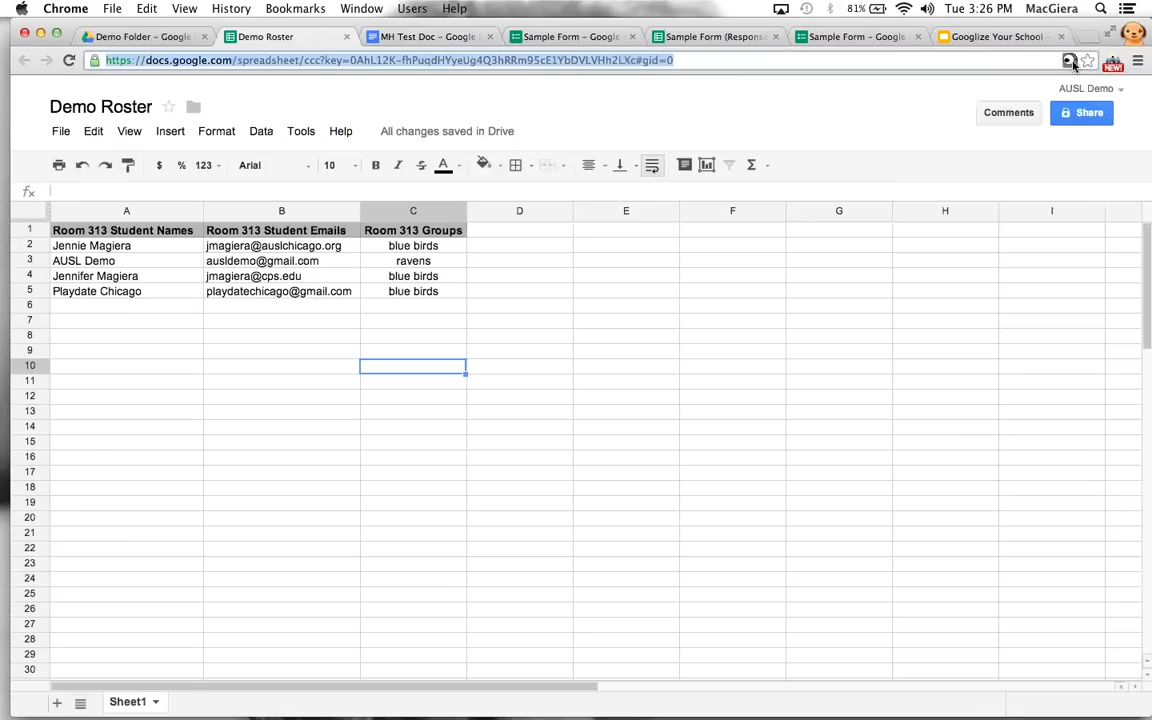 Chrome File Edit View History Bookmarks Window Users Help 81% Tue 3:26 PM MacGiera
Demo Folder – Google Demo Roster MH Test Doc – Google Sample Form – Google Sample Form (Respons Sample Form – Google Googlize Your School
https://docs.google.com/spreadsheet/ccc?key=0AhL12K-fhPuqdHYyeUg4Q3hRRm95cE1YbDVLVHh2LXc#gid=0 NEW!
AUSL Demo
Demo Roster
Comments Share
File Edit View Insert Format Data Tools Help All changes saved in Drive
$ % 123 Arial 10 B I S A Σ
fx
A B C D E F G H I
1 Room 313 Student Names Room 313 Student Emails Room 313 Groups
2 Jennie Magiera jmagiera@auslchicago.org blue birds
3 AUSL Demo ausldemo@gmail.com ravens
4 Jennifer Magiera jmagiera@cps.edu blue birds
5 Playdate Chicago playdatechicago@gmail.com blue birds
6
7
8
9
10
11
12
13
14
15
16
17
18
19
20
21
22
23
24
25
26
27
28
29
30
+ Sheet1